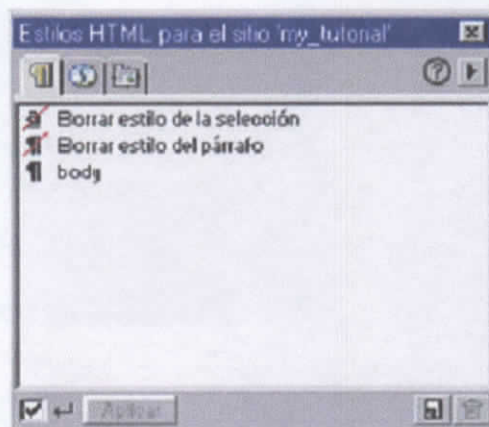 Estilos HTML para el sitio 'my_tutorial'
Borrar estilo de la selección
Borrar estilo del párrafo
body
Aplicar